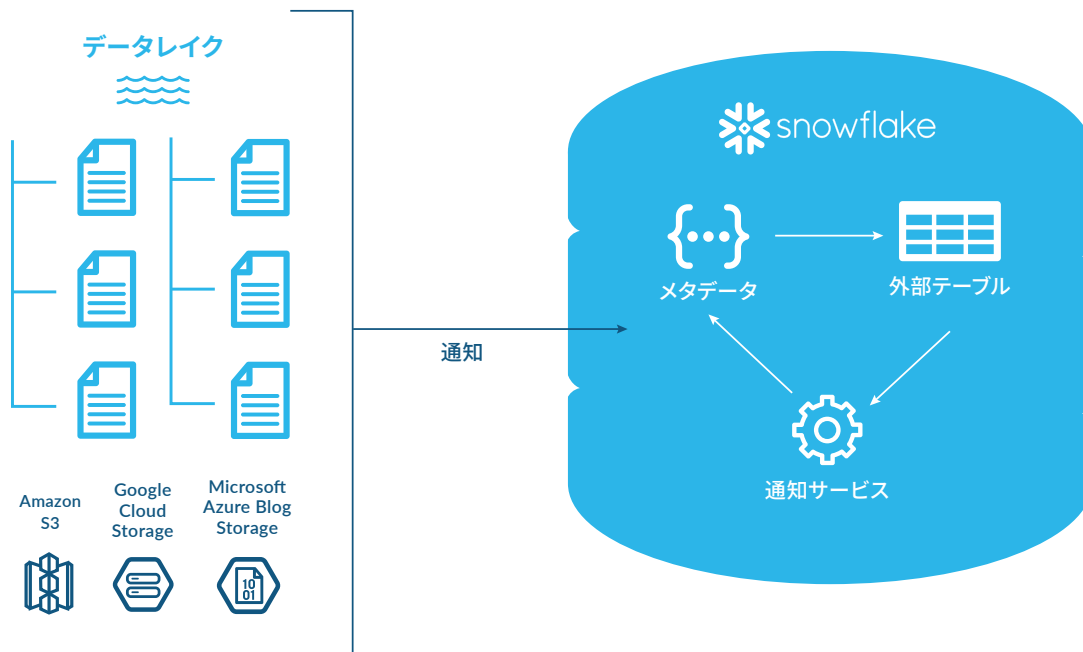 データレイク
Amazon
S3
Google
Cloud
Storage
Microsoft
Azure Blog
Storage
10
01
通知
snowflake
メタデータ
外部テーブル
通知サービス